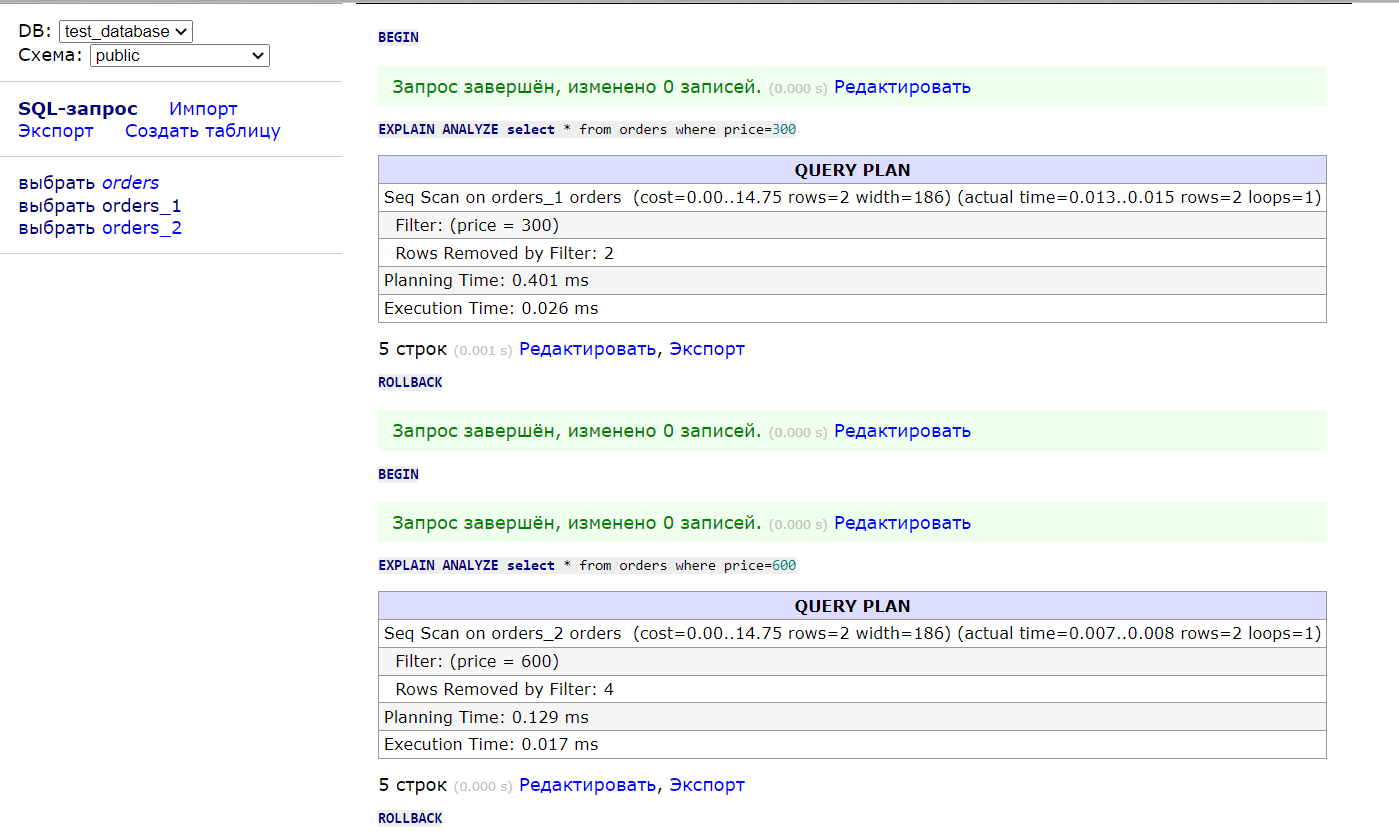 DB: test_database
Схема: public
SQL-запрос Импорт
Экспорт Создать таблицу
выбрать orders
выбрать orders_1
выбрать orders_2
BEGIN
Запрос завершён, изменено 0 записей. (0.000 s) Редактировать
EXPLAIN ANALYZE select * from orders where price=300
QUERY PLAN
Seq Scan on orders_1 orders (cost=0.00..14.75 rows=2 width=186) (actual time=0.013..0.015 rows=2 loops=1)
Filter: (price = 300)
Rows Removed by Filter: 2
Planning Time: 0.401 ms
Execution Time: 0.026 ms
5 строк (0.001 s) Редактировать, Экспорт
ROLLBACK
Запрос завершён, изменено 0 записей. (0.000 s) Редактировать
BEGIN
Запрос завершён, изменено 0 записей. (0.000 s) Редактировать
EXPLAIN ANALYZE select * from orders where price=600
QUERY PLAN
Seq Scan on orders_2 orders (cost=0.00..14.75 rows=2 width=186) (actual time=0.007..0.008 rows=2 loops=1)
Filter: (price = 600)
Rows Removed by Filter: 4
Planning Time: 0.129 ms
Execution Time: 0.017 ms
5 строк (0.000 s) Редактировать, Экспорт
ROLLBACK